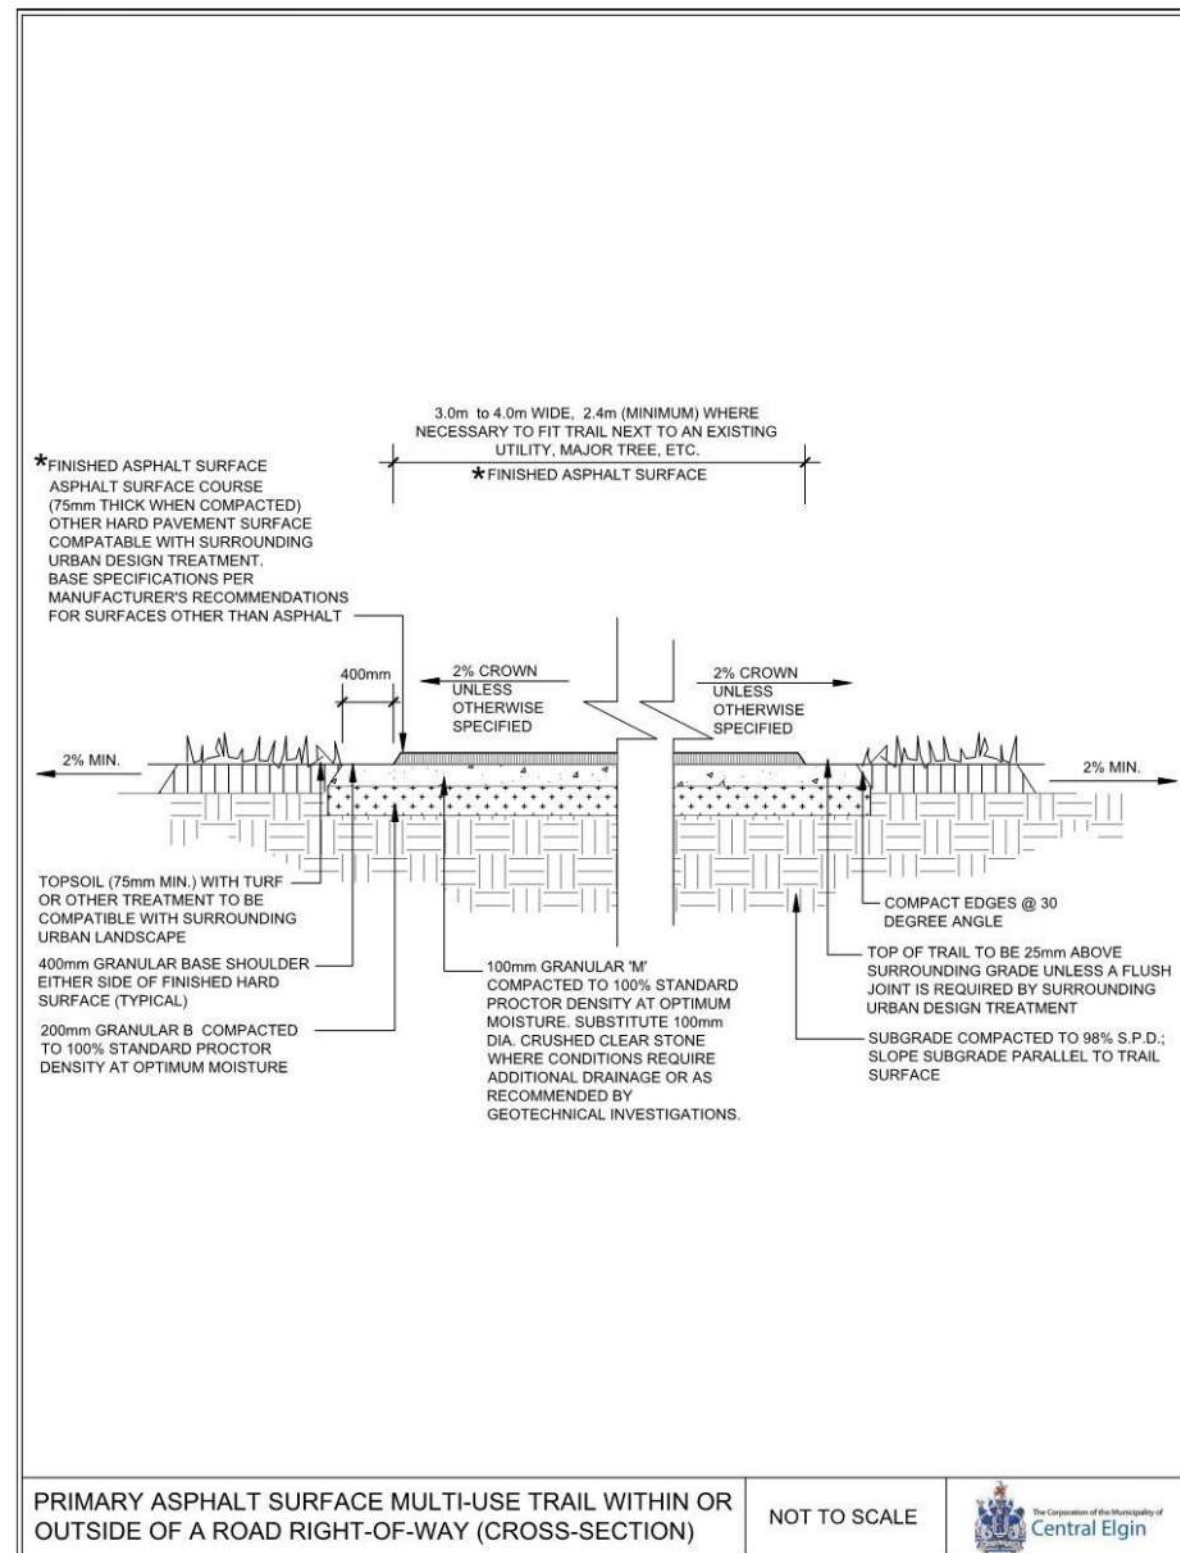 3.0m to 4.0m WIDE, 2.4m (MINIMUM) WHERE
NECESSARY TO FIT TRAIL NEXT TO AN EXISTING
UTILITY, MAJOR TREE, ETC.
*FINISHED ASPHALT SURFACE
*FINISHED ASPHALT SURFACE
ASPHALT SURFACE COURSE
(75mm THICK WHEN COMPACTED)
OTHER HARD PAVEMENT SURFACE
COMPATABLE WITH SURROUNDING
URBAN DESIGN TREATMENT.
BASE SPECIFICATIONS PER
MANUFACTURER'S RECOMMENDATIONS
FOR SURFACES OTHER THAN ASPHALT
400mm
2% CROWN
UNLESS
OTHERWISE
SPECIFIED
2% CROWN
UNLESS
OTHERWISE
SPECIFIED
2% MIN.
2% MIN.
TOPSOIL (75mm MIN.) WITH TURF
OR OTHER TREATMENT TO BE
COMPATIBLE WITH SURROUNDING
URBAN LANDSCAPE
400mm GRANULAR BASE SHOULDER
EITHER SIDE OF FINISHED HARD
SURFACE (TYPICAL)
200mm GRANULAR B COMPACTED
TO 100% STANDARD PROCTOR
DENSITY AT OPTIMUM MOISTURE
100mm GRANULAR 'M'
COMPACTED TO 100% STANDARD
PROCTOR DENSITY AT OPTIMUM
MOISTURE. SUBSTITUTE 100mm
DIA. CRUSHED CLEAR STONE
WHERE CONDITIONS REQUIRE
ADDITIONAL DRAINAGE OR AS
RECOMMENDED BY
GEOTECHNICAL INVESTIGATIONS.
COMPACT EDGES @ 30
DEGREE ANGLE
TOP OF TRAIL TO BE 25mm ABOVE
SURROUNDING GRADE UNLESS A FLUSH
JOINT IS REQUIRED BY SURROUNDING
URBAN DESIGN TREATMENT
SUBGRADE COMPACTED TO 98% S.P.D.;
SLOPE SUBGRADE PARALLEL TO TRAIL
SURFACE
PRIMARY ASPHALT SURFACE MULTI-USE TRAIL WITHIN OR
OUTSIDE OF A ROAD RIGHT-OF-WAY (CROSS-SECTION)
NOT TO SCALE
The Corporation of the Municipality of
Central Elgin